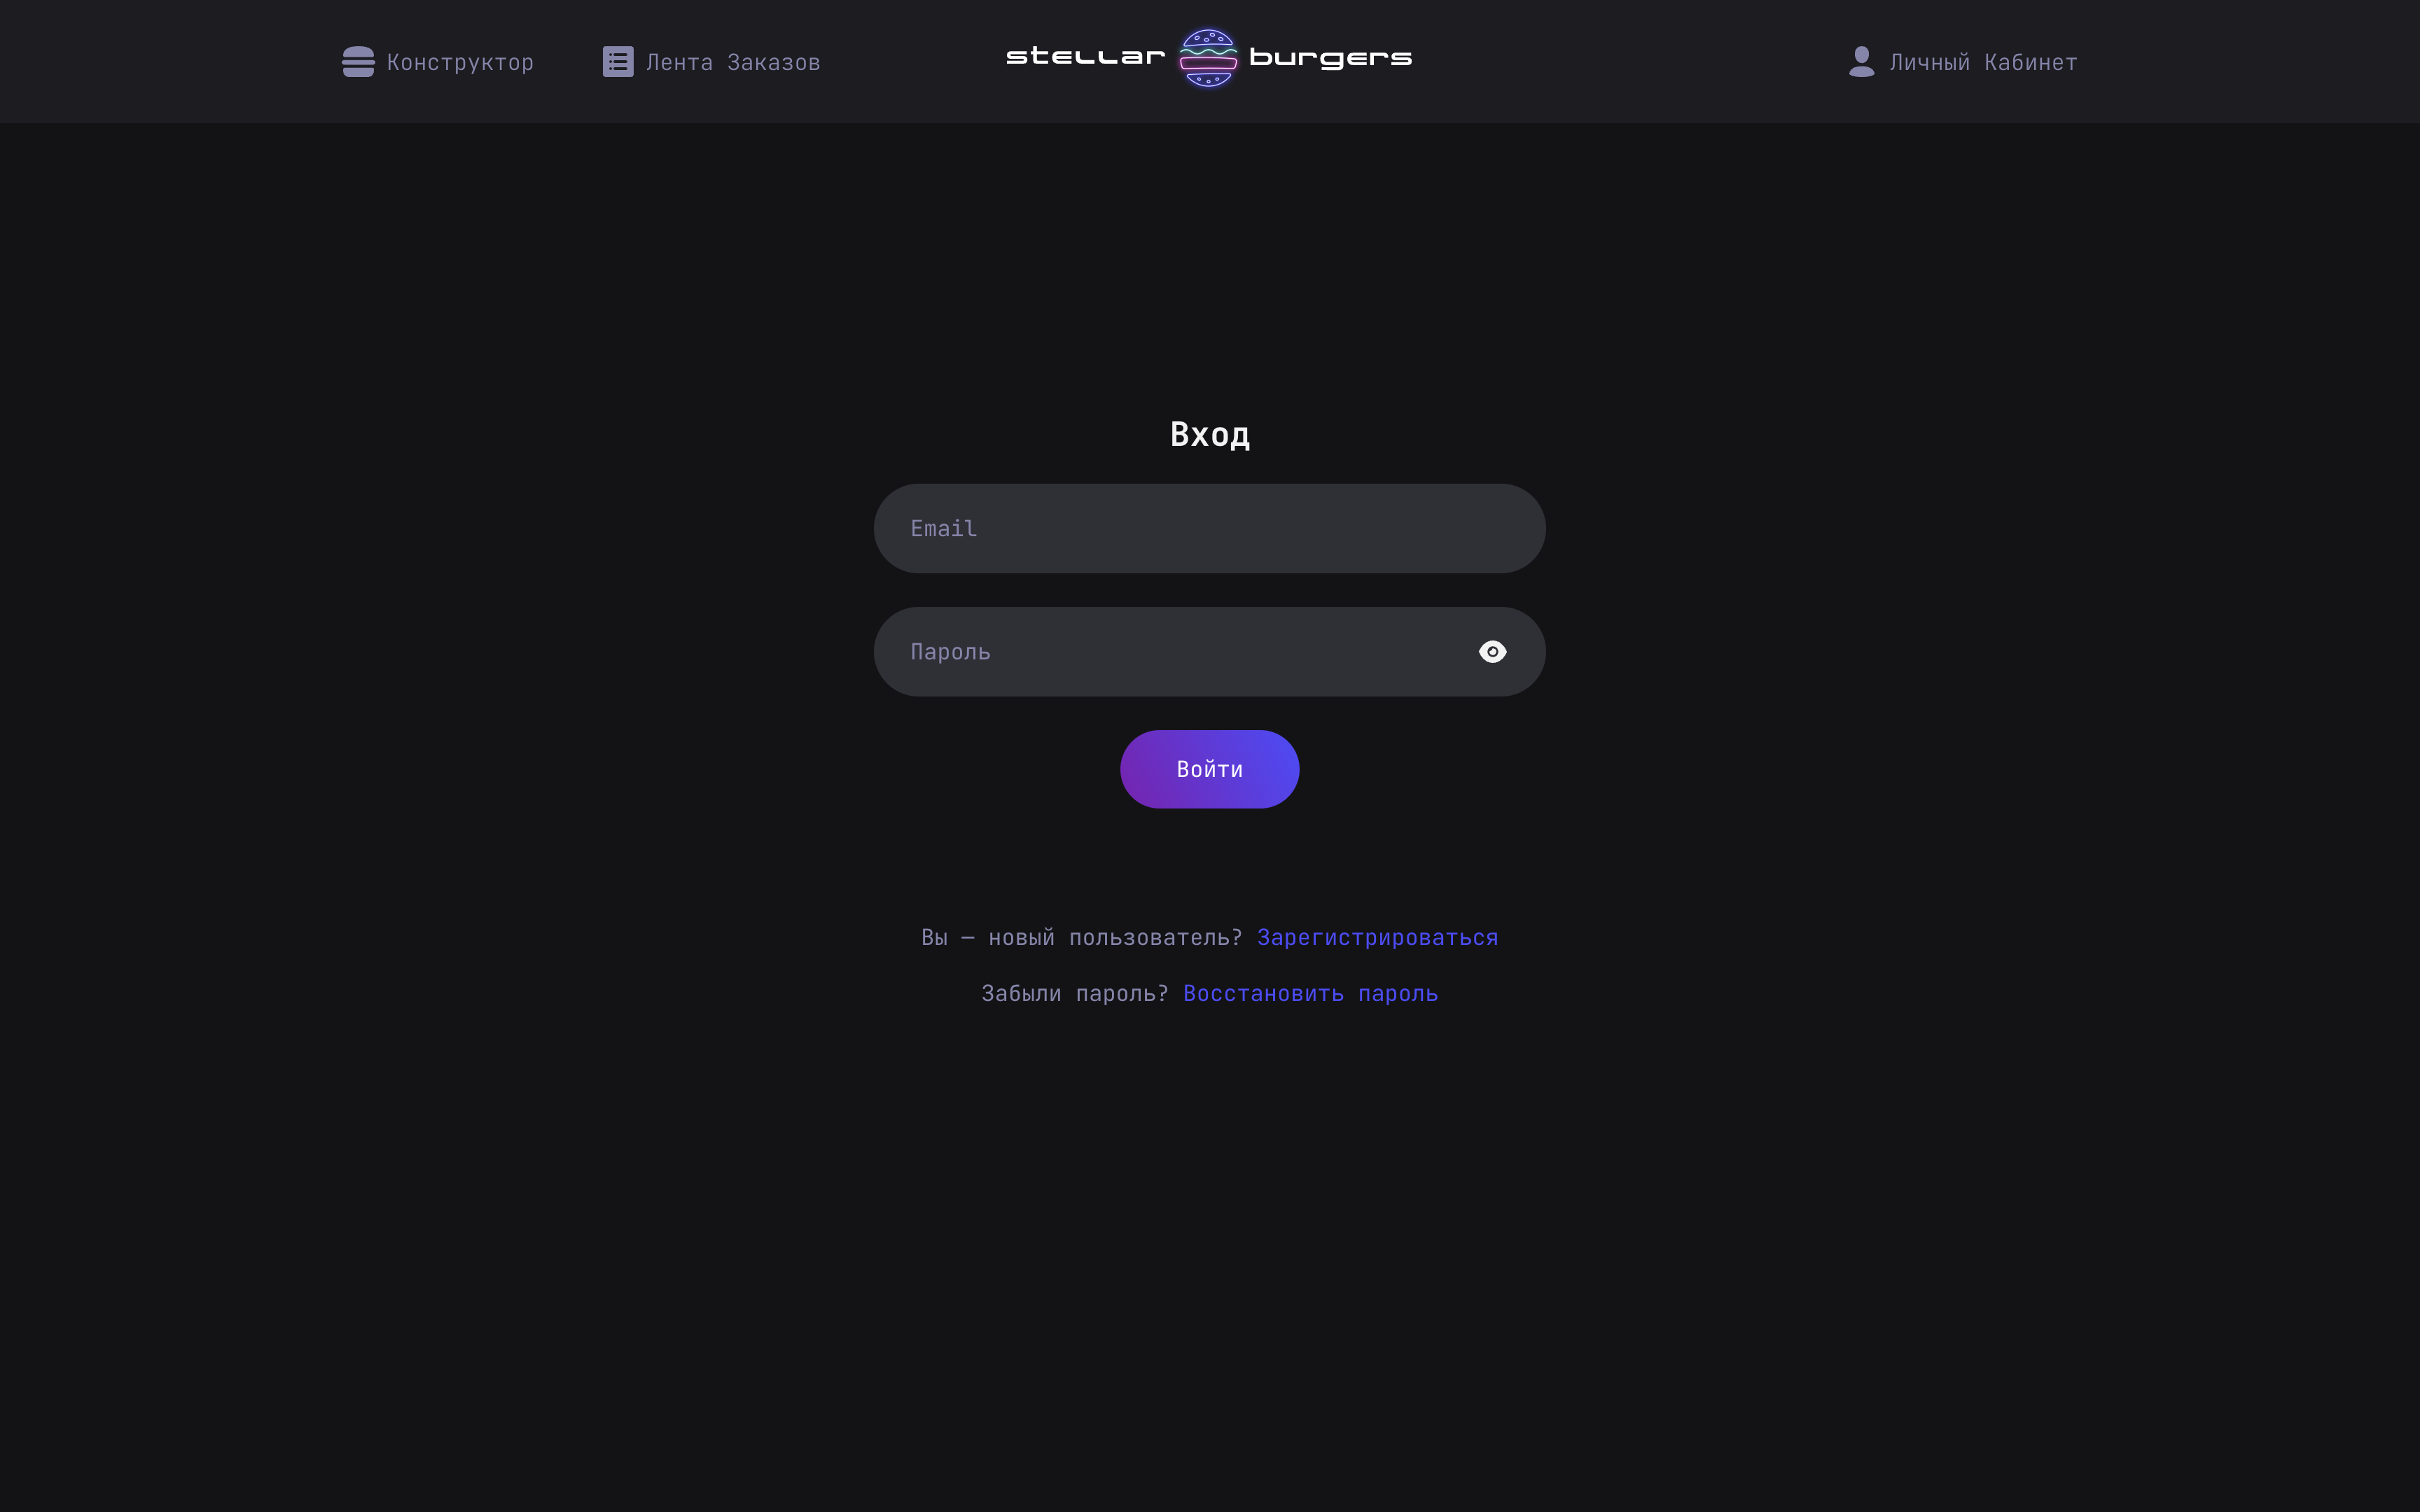 Конструктор
Лента Заказов
stellar burgers
Личный Кабинет
Вход
Email
Пароль
Войти
Вы — новый пользователь? Зарегистрироваться
Забыли пароль? Восстановить пароль